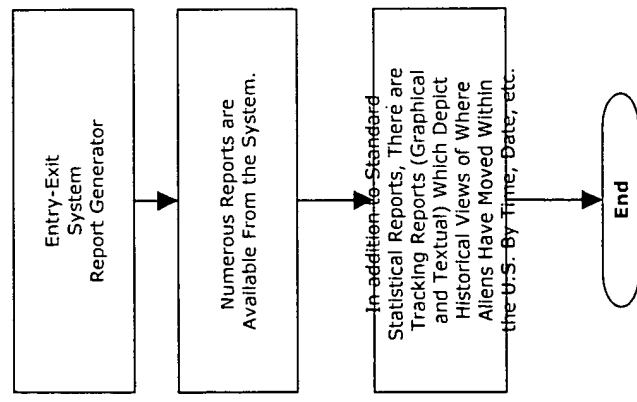 Entry-Exit
System
Report Generator
Numerous Reports are
Available From the System.
In addition to Standard
Statistical Reports, There are
Tracking Reports (Graphical
and Textual) Which Depict
Historical Views of Where
Aliens Have Moved Within
the U.S. By Time, Date, etc.
End